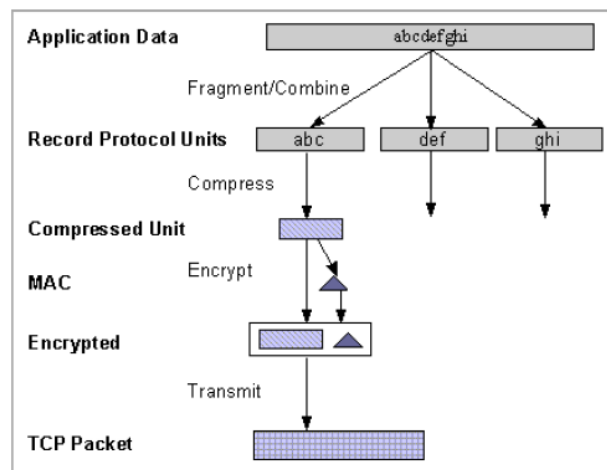 Application Data
abcdefghi
Fragment/Combine
Record Protocol Units
abc
def
ghi
Compress
Compressed Unit
Encrypt
MAC
Encrypted
Transmit
TCP Packet